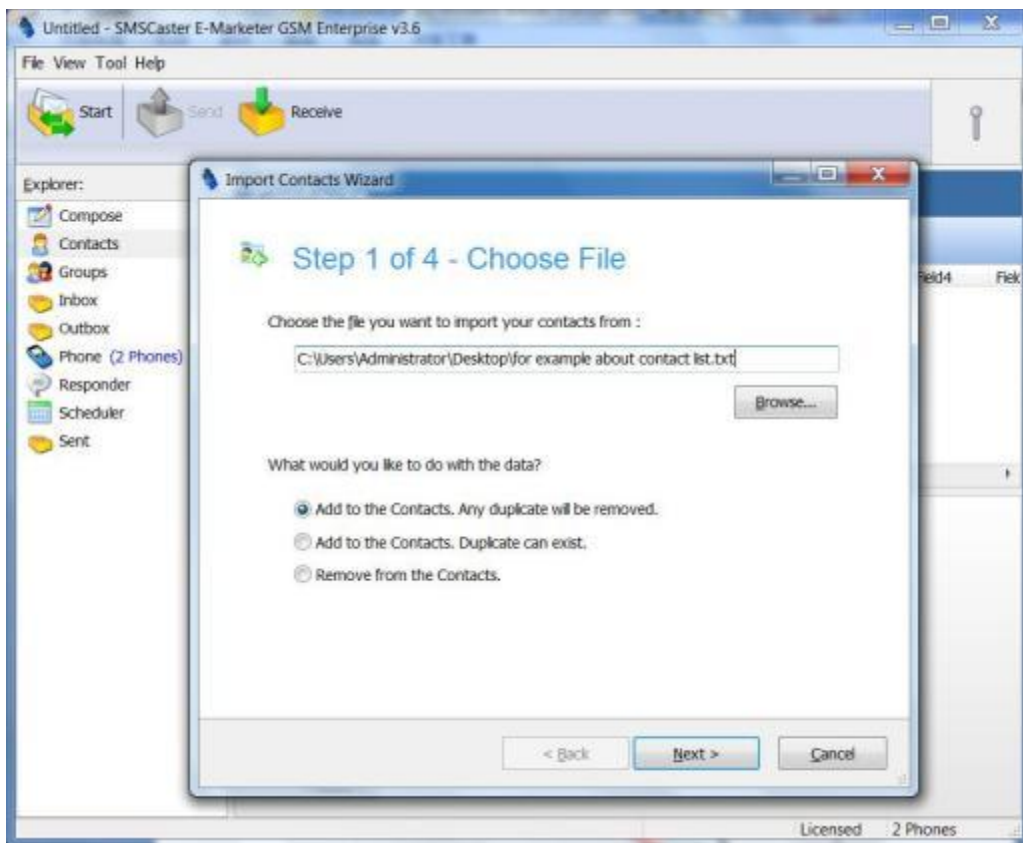 Untitled - SMSCaster E-Marketer GSM Enterprise v3.6
File View Tool Help
Start Send Receive
Explorer:
Compose
Contacts
Groups
Inbox
Outbox
Phone (2 Phones)
Responder
Scheduler
Sent
Field4 Fiek
Import Contacts Wizard
Step 1 of 4 - Choose File
Choose the file you want to import your contacts from :
C:\Users\Administrator\Desktop\for example about contact list.txt
Browse...
What would you like to do with the data?
Add to the Contacts. Any duplicate will be removed.
Add to the Contacts. Duplicate can exist.
Remove from the Contacts.
< Back Next > Cancel
Licensed 2 Phones